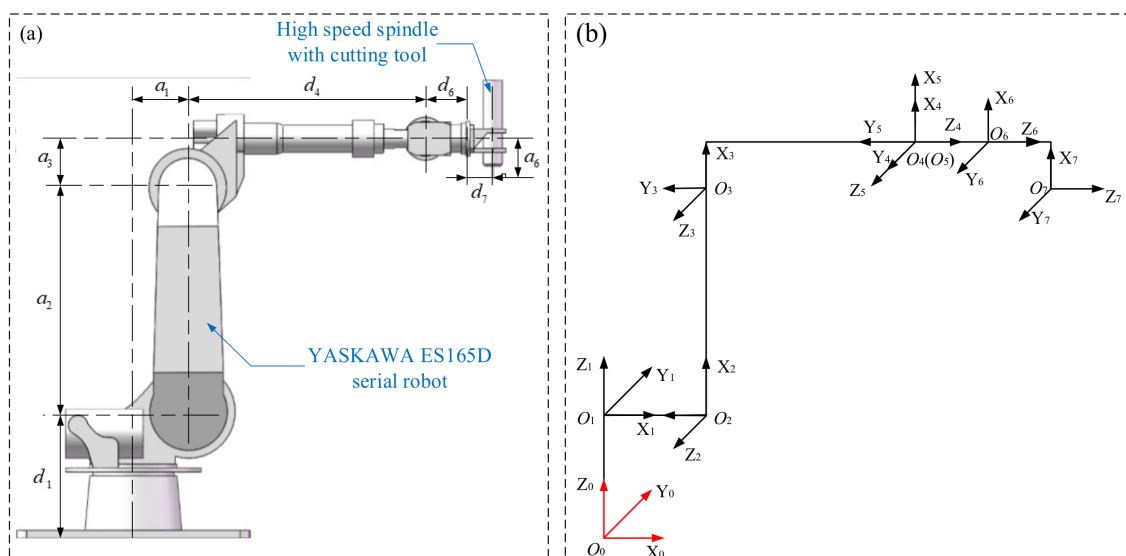 (a)
High speed spindle
with cutting tool
a₁
d₄
d₆
a₃
a₆
d₇
a₂
YASKAWA ES165D
serial robot
d₁
(b)
X₅
X₄
X₆
Y₅
Z₄
O₆
Z₆
X₃
Y₄
O₄(O₅)
X₇
Z₅
Y₆
Y₃
O₃
O₇
Z₇
Z₃
Y₇
Z₁
Y₁
X₂
O₁
X₁
O₂
Z₂
Z₀
Y₀
O₀
X₀